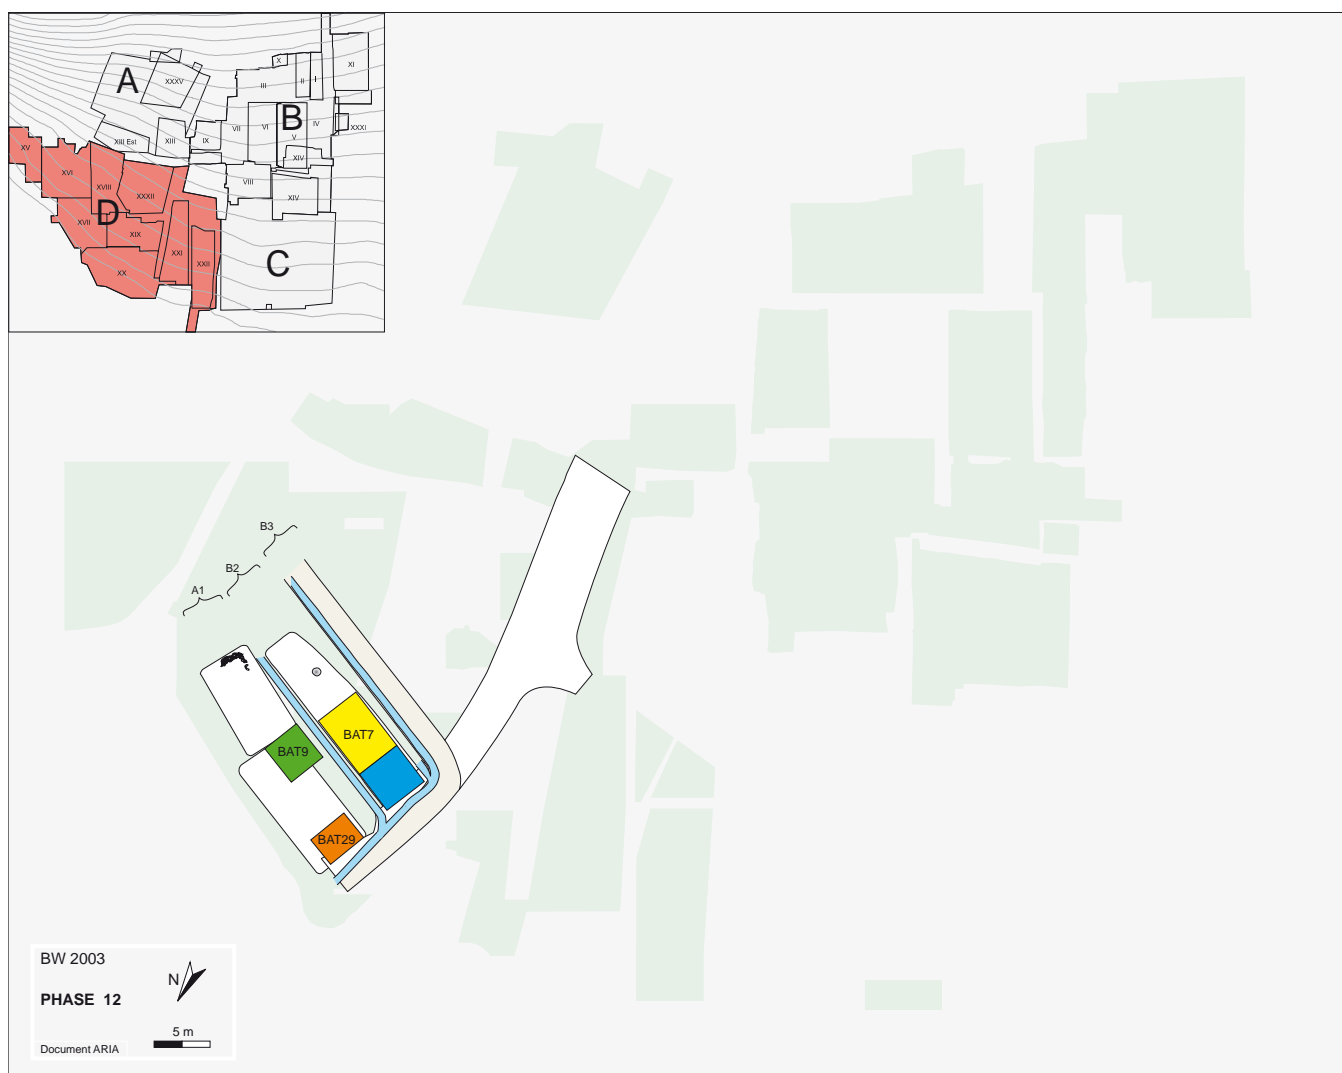 A
XXXV
XIII Est
XIII
IX
X
III
II
I
XI
VII
VI
B
V
IV
XXXI
XIV
VIII
XIV
C
XV
XVI
XVIII
XXXII
D
XVII
XIX
XX
XXI
XXII
B3
B2
A1
BAT7
BAT9
BAT29
BW 2003
N
PHASE 12
5 m
Document ARIA